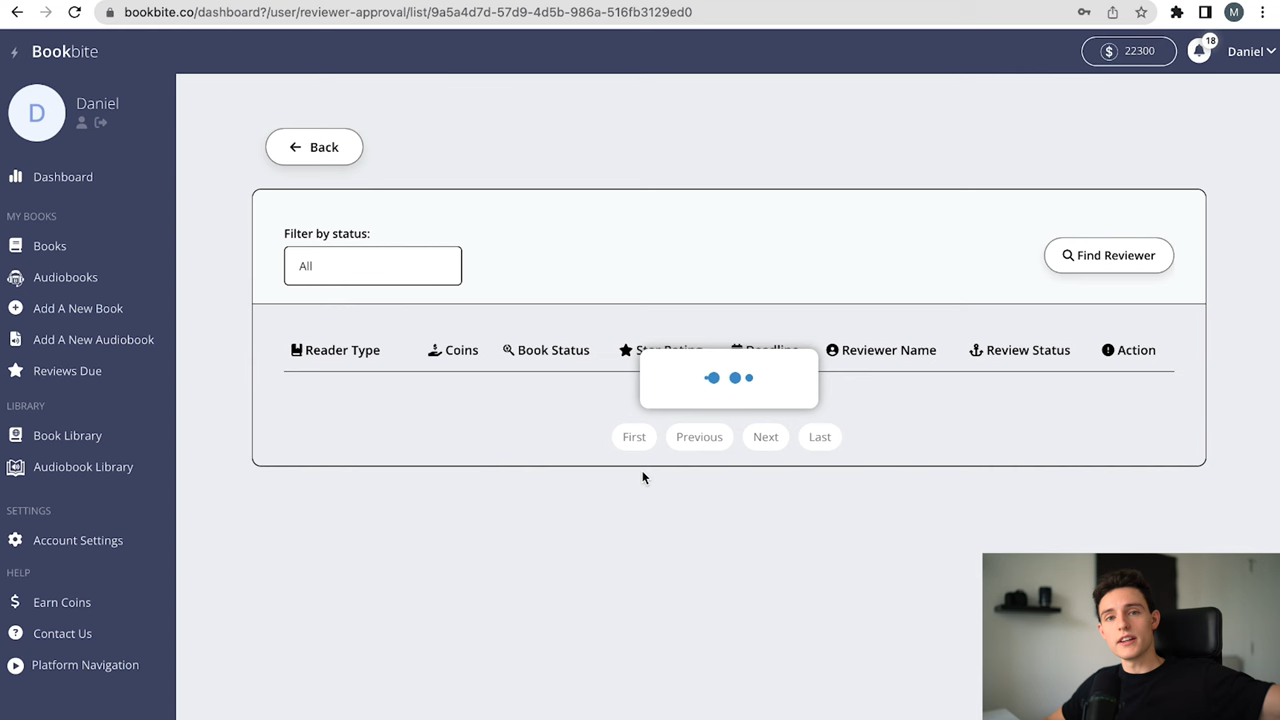 bookbite.co/dashboard?/user/reviewer-approval/list/9a5a4d7d-57d9-4d5b-986a-516fb3129ed0
M
Bookbite
$ 22300
18
Daniel
D
Daniel
Back
Dashboard
MY BOOKS
Books
Audiobooks
Add A New Book
Add A New Audiobook
Reviews Due
LIBRARY
Book Library
Audiobook Library
SETTINGS
Account Settings
HELP
$ Earn Coins
Contact Us
Platform Navigation
Filter by status:
All
Find Reviewer
Reader Type Coins Book Status Star Rating Deadline Reviewer Name Review Status Action
First Previous Next Last